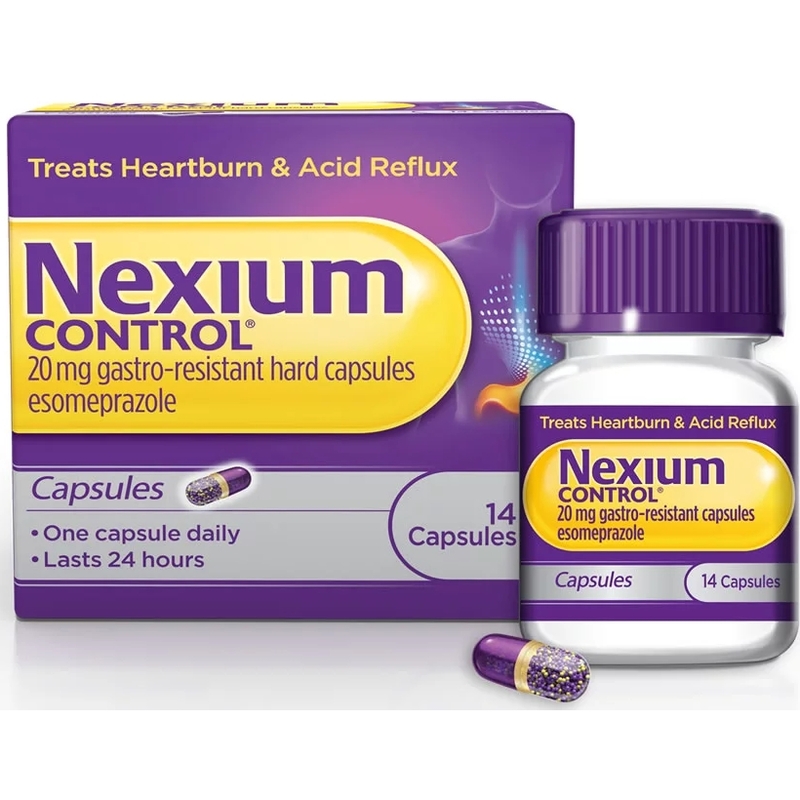 Nexium
Treats Heartburn & Acid Reflux
Nexium
CONTROL®
20 mg gastro-resistant hard capsules
esomeprazole
Capsules
• One capsule daily
• Lasts 24 hours
14
Capsules
Treats Heartburn & Acid Reflux
Nexium
CONTROL®
20 mg gastro-resistant capsules
esomeprazole
Capsules
14 Capsules